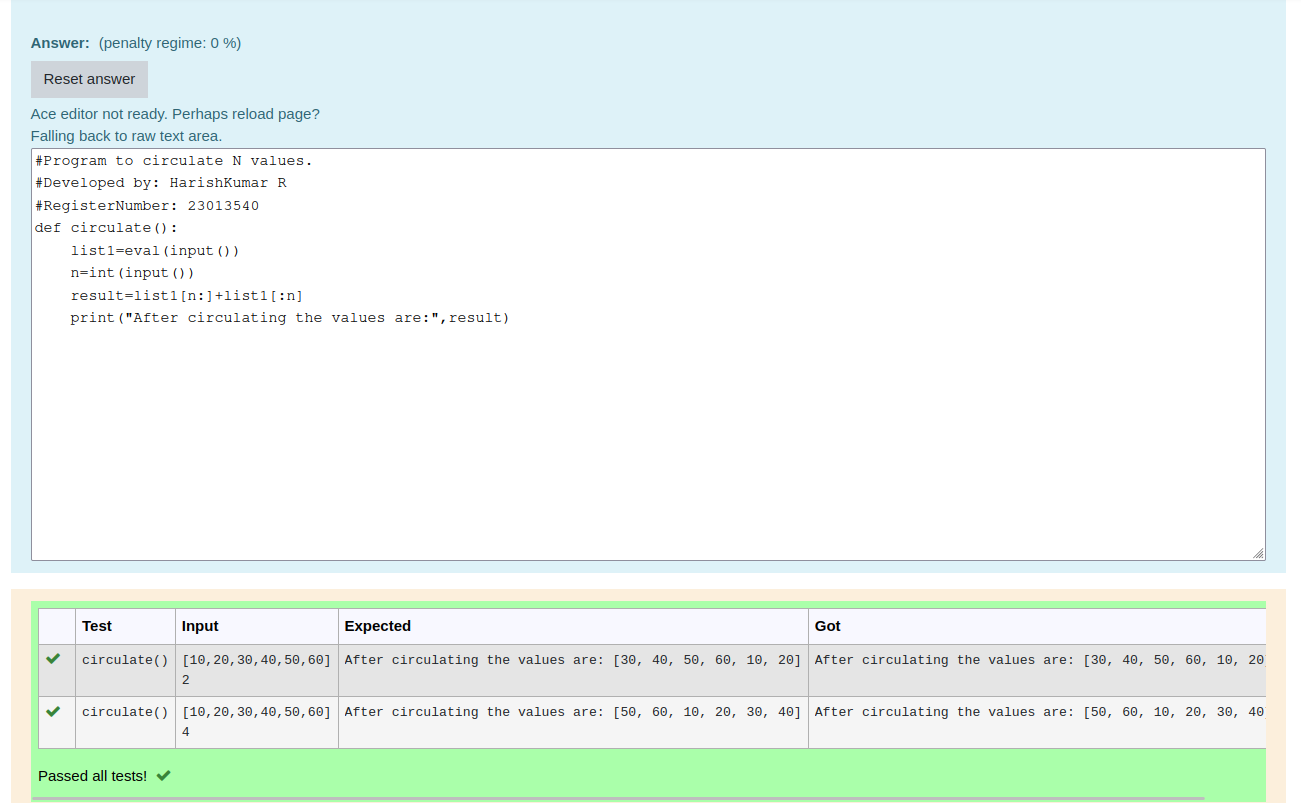 Answer: (penalty regime: 0 %)
Reset answer
Ace editor not ready. Perhaps reload page?
Falling back to raw text area.
#Program to circulate N values.
#Developed by: HarishKumar R
#RegisterNumber: 23013540
def circulate():
    list1=eval(input())
    n=int(input())
    result=list1[n:]+list1[:n]
    print("After circulating the values are:",result)
Test Input Expected Got
circulate() [10,20,30,40,50,60] After circulating the values are: [30, 40, 50, 60, 10, 20] After circulating the values are: [30, 40, 50, 60, 10, 20
2
circulate() [10,20,30,40,50,60] After circulating the values are: [50, 60, 10, 20, 30, 40] After circulating the values are: [50, 60, 10, 20, 30, 40
4
Passed all tests!